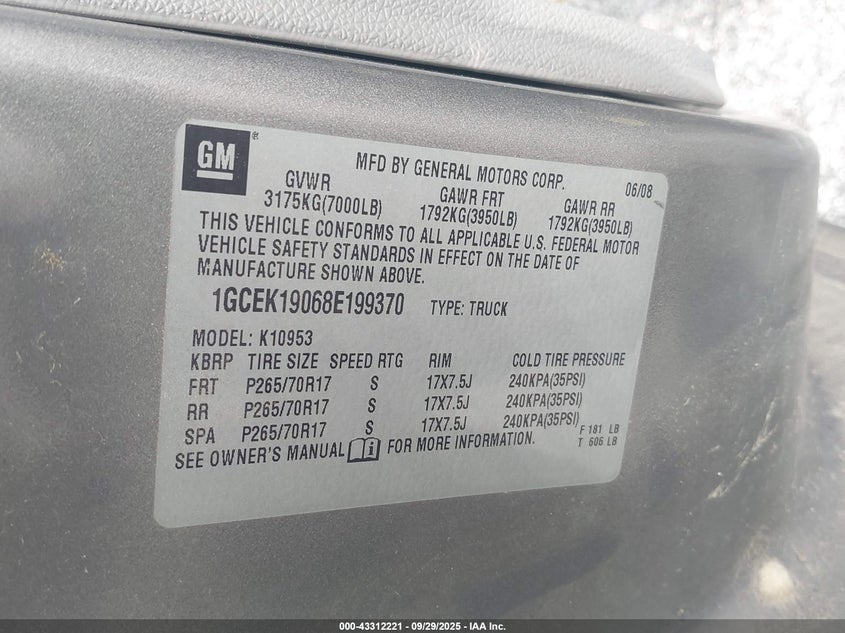 GM®
MFD BY GENERAL MOTORS CORP. 06/08
GVWR GAWR FRT GAWR RR
3175KG(7000LB) 1792KG(3950LB) 1792KG(3950LB)
THIS VEHICLE CONFORMS TO ALL APPLICABLE U.S. FEDERAL MOTOR
VEHICLE SAFETY STANDARDS IN EFFECT ON THE DATE OF
MANUFACTURE SHOWN ABOVE.
1GCEK19068E199370 TYPE: TRUCK
MODEL: K10953
KBRP TIRE SIZE SPEED RTG RIM COLD TIRE PRESSURE
FRT P265/70R17 S 17X7.5J 240KPA(35PSI)
RR P265/70R17 S 17X7.5J 240KPA(35PSI)
SPA P265/70R17 S 17X7.5J 240KPA(35PSI) F 181 LB
T 606 LB
SEE OWNER'S MANUAL i FOR MORE INFORMATION.
000-43312221 | 09/29/2025 | IAA Inc.